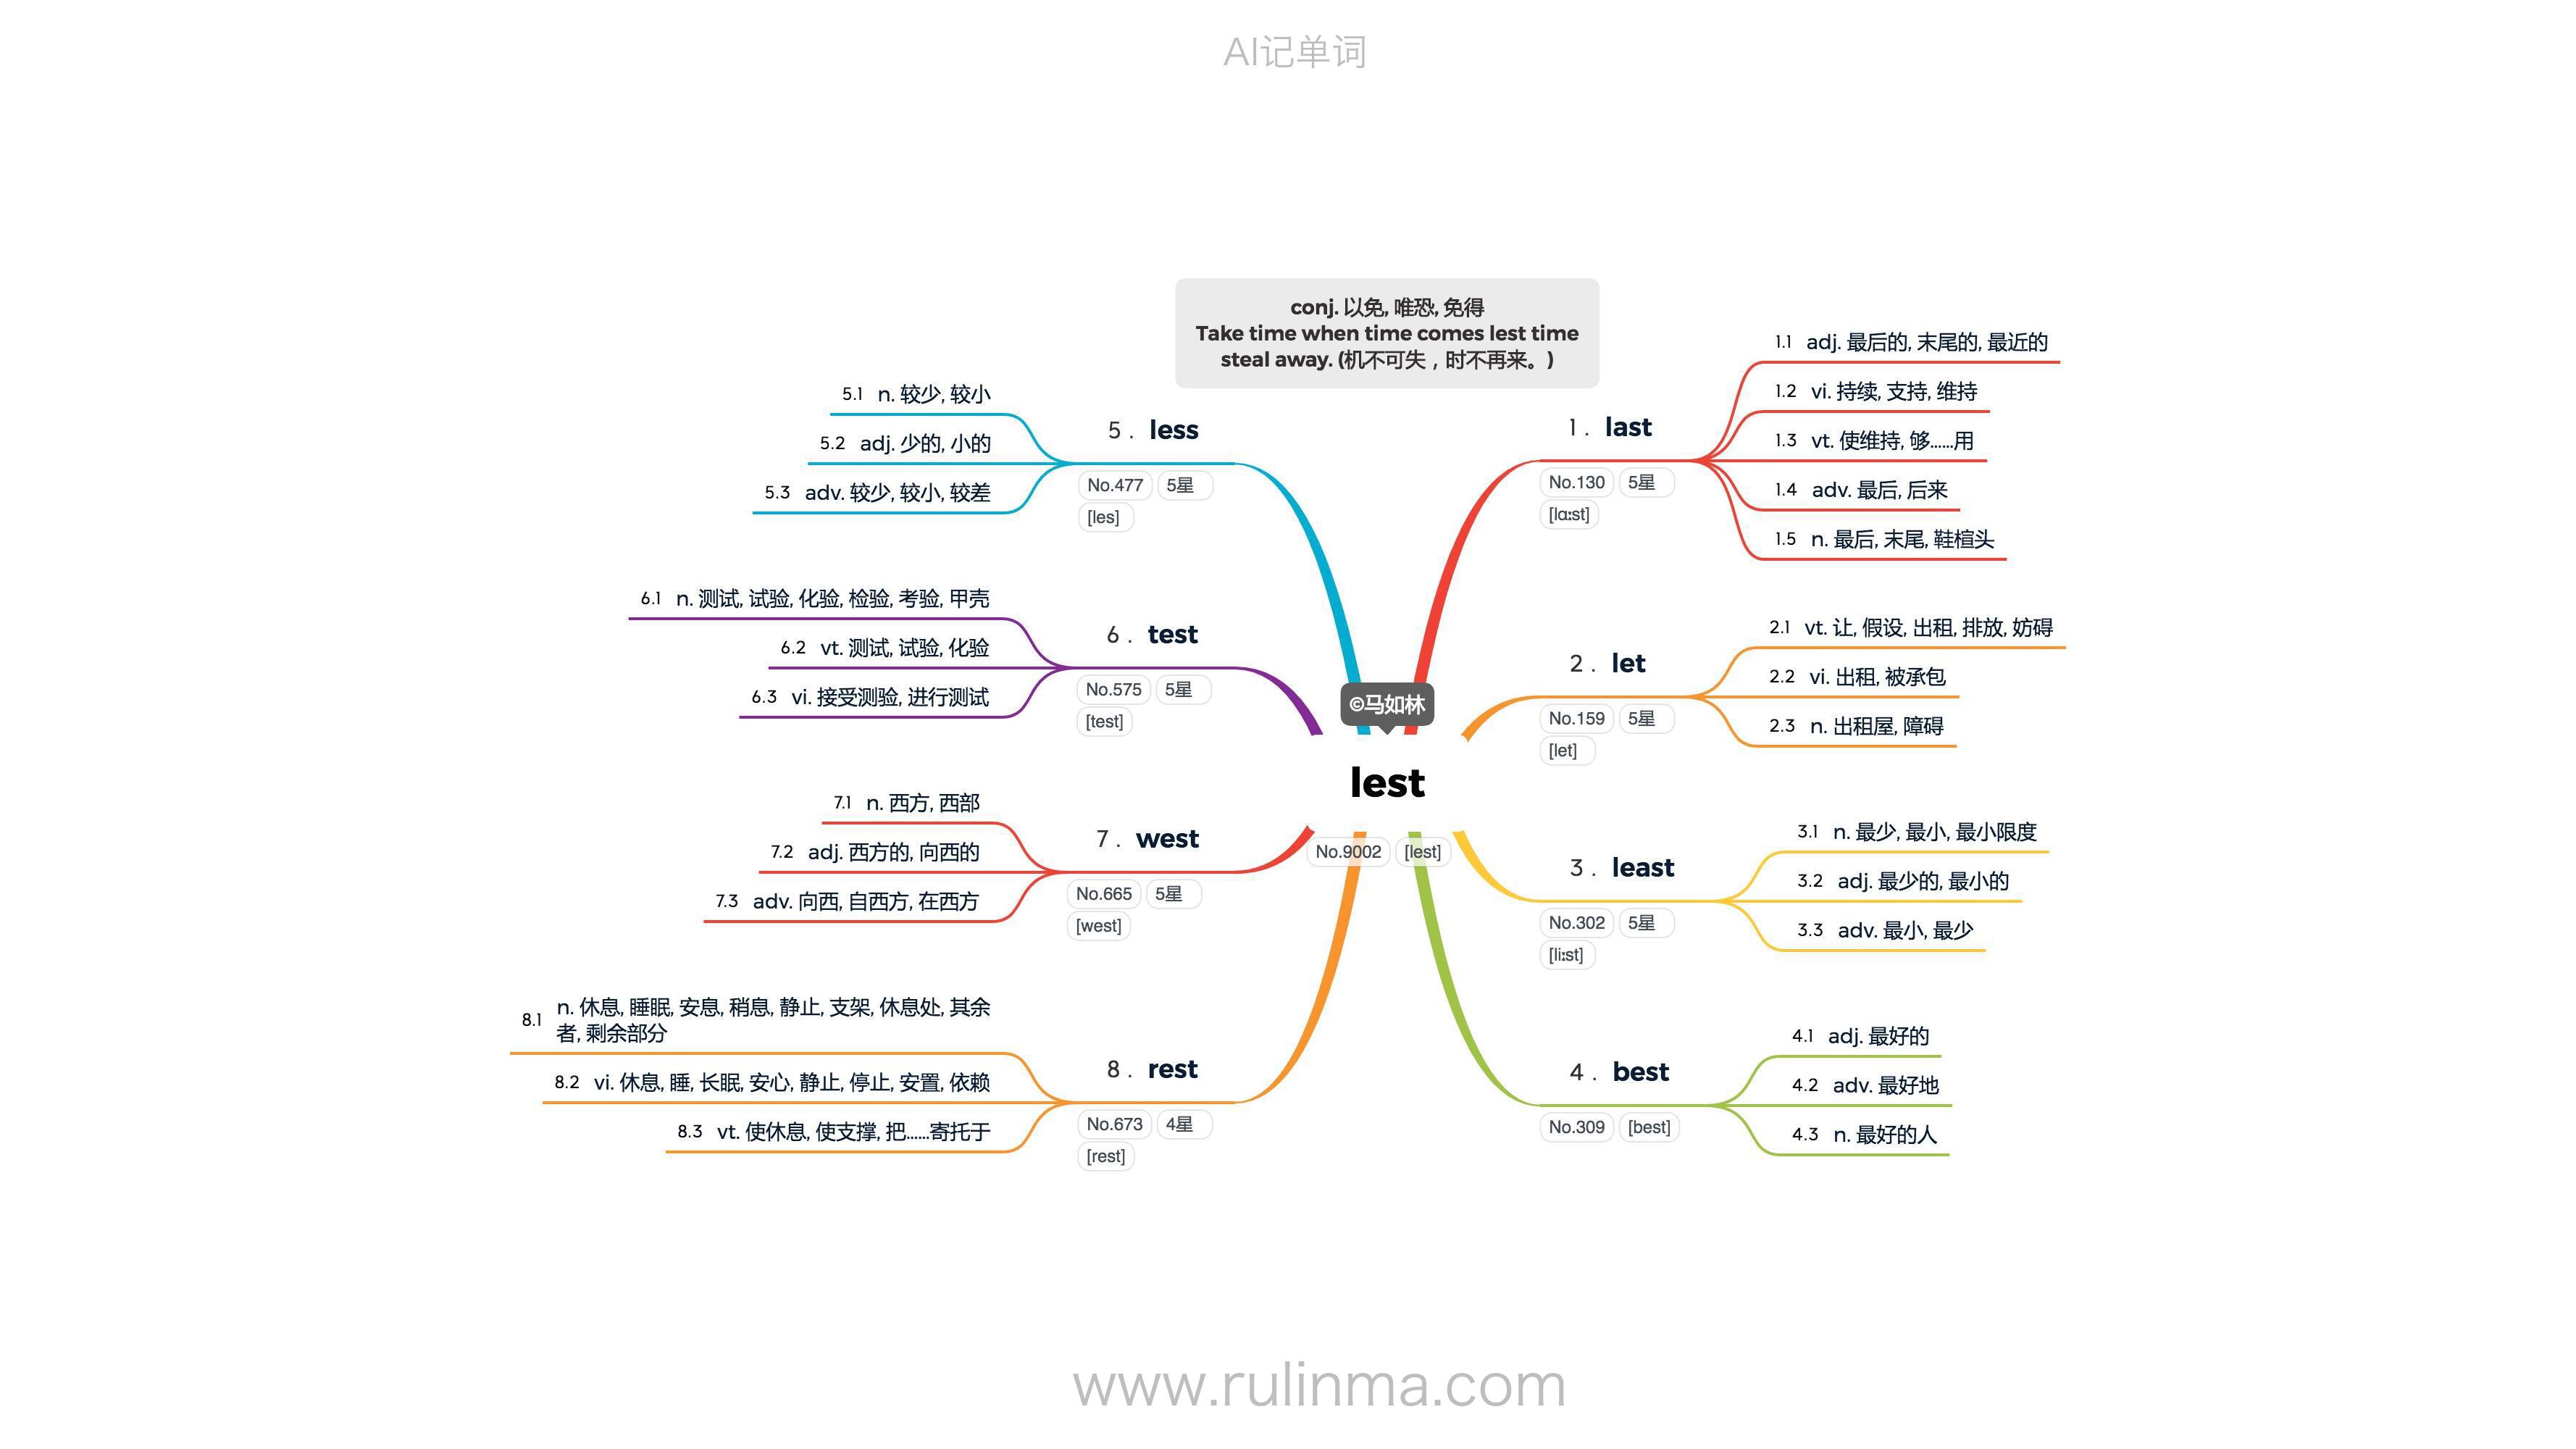 AI记单词
conj. 以免, 唯恐, 免得
Take time when time comes lest time
steal away. (机不可失，时不再来。)
©马如林
lest
No.9002 [lest]
1 . last
No.130 5星
[lɑːst]
1.1 adj. 最后的, 末尾的, 最近的
1.2 vi. 持续, 支持, 维持
1.3 vt. 使维持, 够……用
1.4 adv. 最后, 后来
1.5 n. 最后, 末尾, 鞋楦头
2 . let
No.159 5星
[let]
2.1 vt. 让, 假设, 出租, 排放, 妨碍
2.2 vi. 出租, 被承包
2.3 n. 出租屋, 障碍
3 . least
No.302 5星
[liːst]
3.1 n. 最少, 最小, 最小限度
3.2 adj. 最少的, 最小的
3.3 adv. 最小, 最少
4 . best
No.309 [best]
4.1 adj. 最好的
4.2 adv. 最好地
4.3 n. 最好的人
5 . less
No.477 5星
[les]
5.1 n. 较少, 较小
5.2 adj. 少的, 小的
5.3 adv. 较少, 较小, 较差
6 . test
No.575 5星
[test]
6.1 n. 测试, 试验, 化验, 检验, 考验, 甲壳
6.2 vt. 测试, 试验, 化验
6.3 vi. 接受测验, 进行测试
7 . west
No.665 5星
[west]
7.1 n. 西方, 西部
7.2 adj. 西方的, 向西的
7.3 adv. 向西, 自西方, 在西方
8 . rest
No.673 4星
[rest]
8.1 n. 休息, 睡眠, 安息, 稍息, 静止, 支架, 休息处, 其余
者, 剩余部分
8.2 vi. 休息, 睡, 长眠, 安心, 静止, 停止, 安置, 依赖
8.3 vt. 使休息, 使支撑, 把……寄托于
www.rulinma.com